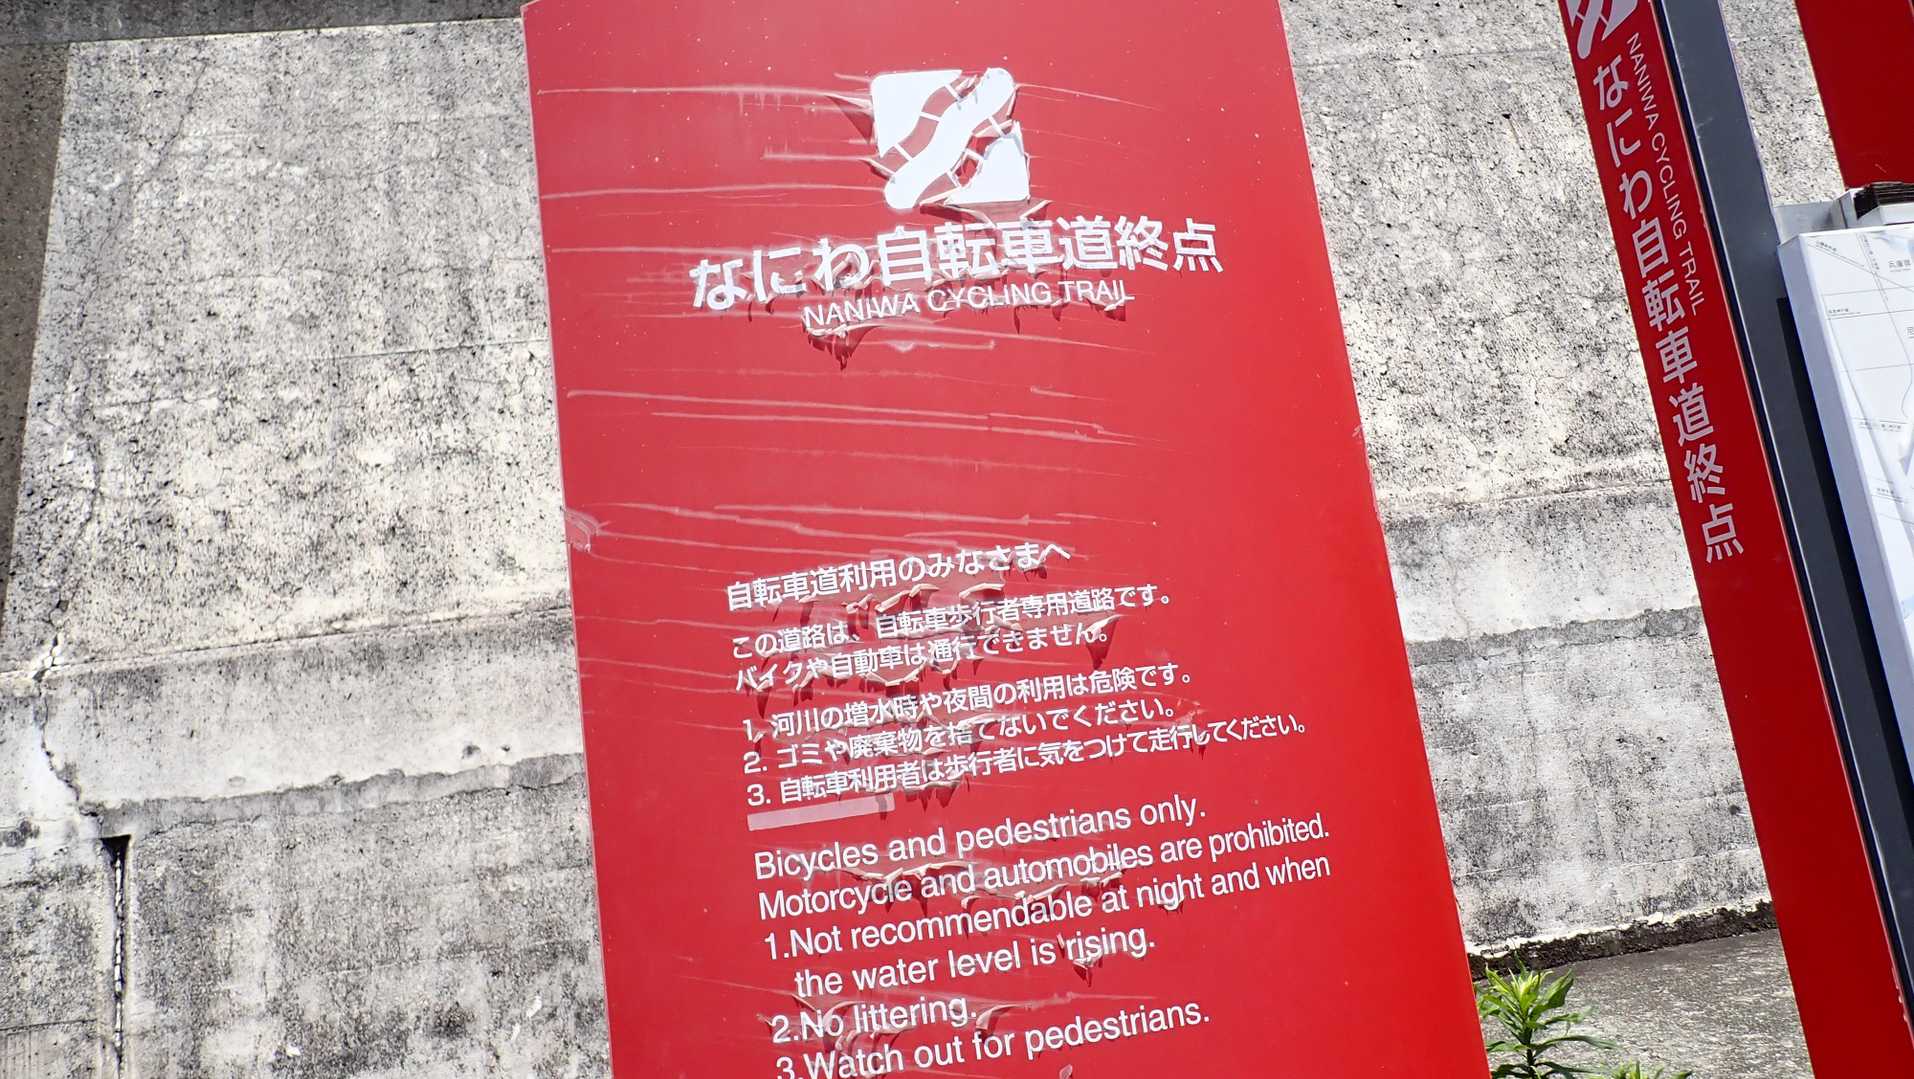 なにわ自転車道終点
NANIWA CYCLING TRAIL
自転車道利用のみなさまへ
この道路は、自転車歩行者専用道路です。
バイクや自動車は通行できません。
1. 河川の増水時や夜間の利用は危険です。
2. ゴミや廃棄物を捨てないでください。
3. 自転車利用者は歩行者に気をつけて走行してください。
Bicycles and pedestrians only.
Motorcycle and automobiles are prohibited.
1.Not recommendable at night and when
the water level is rising.
2.No littering.
3.Watch out for pedestrians.
NANIWA CYCLING TRAIL
なにわ自転車道終点